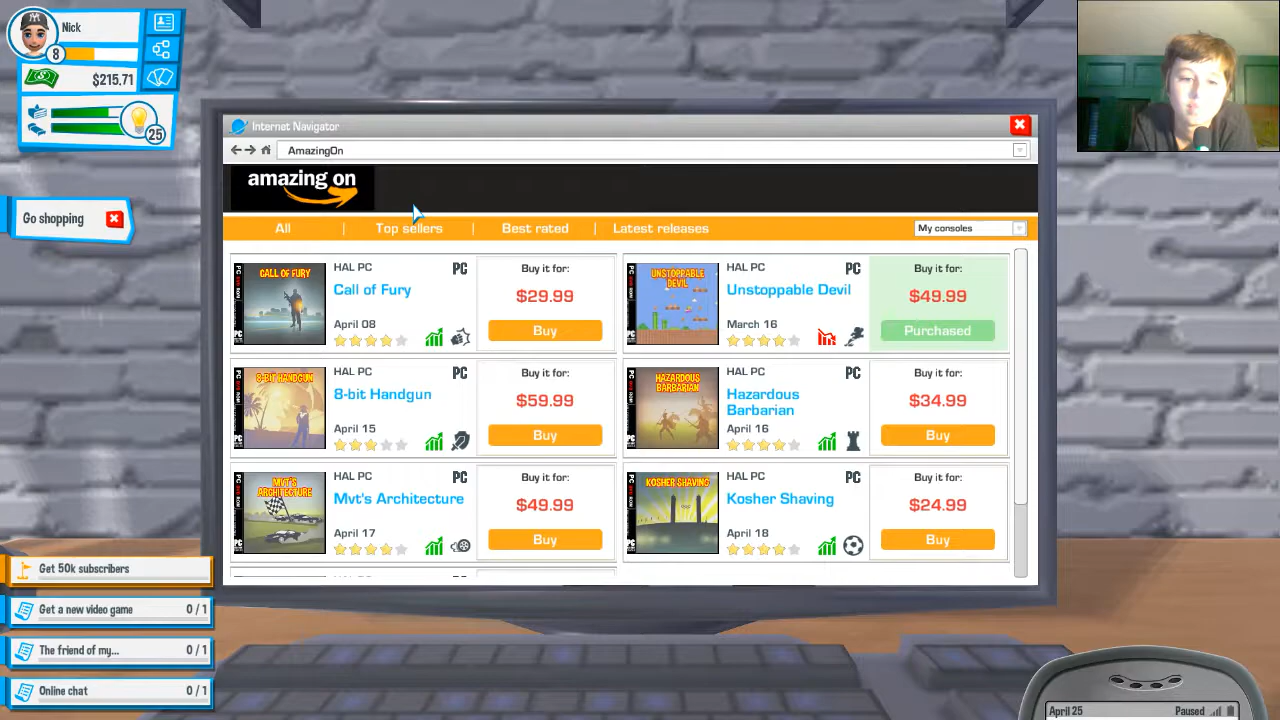 Nick
8
$215.71
25
Go shopping
Internet Navigator
AmazingOn
amazing on
All
Top sellers
Best rated
Latest releases
My consoles
CALL OF FURY
HAL PC
PC
Call of Fury
April 08
Buy it for:
$29.99
Buy
UNSTOPPABLE DEVIL
HAL PC
PC
Unstoppable Devil
March 16
Buy it for:
$49.99
Purchased
8-BIT HANDGUN
HAL PC
PC
8-bit Handgun
April 15
Buy it for:
$59.99
Buy
HAZARDOUS BARBARIAN
HAL PC
PC
Hazardous
Barbarian
April 16
Buy it for:
$34.99
Buy
MVT'S ARCHITECTURE
HAL PC
PC
Mvt's Architecture
April 17
Buy it for:
$49.99
Buy
KOSHER SHAVING
HAL PC
PC
Kosher Shaving
April 18
Buy it for:
$24.99
Buy
Get 50k subscribers
Get a new video game 0 / 1
The friend of my... 0 / 1
Online chat 0 / 1
April 25
Paused